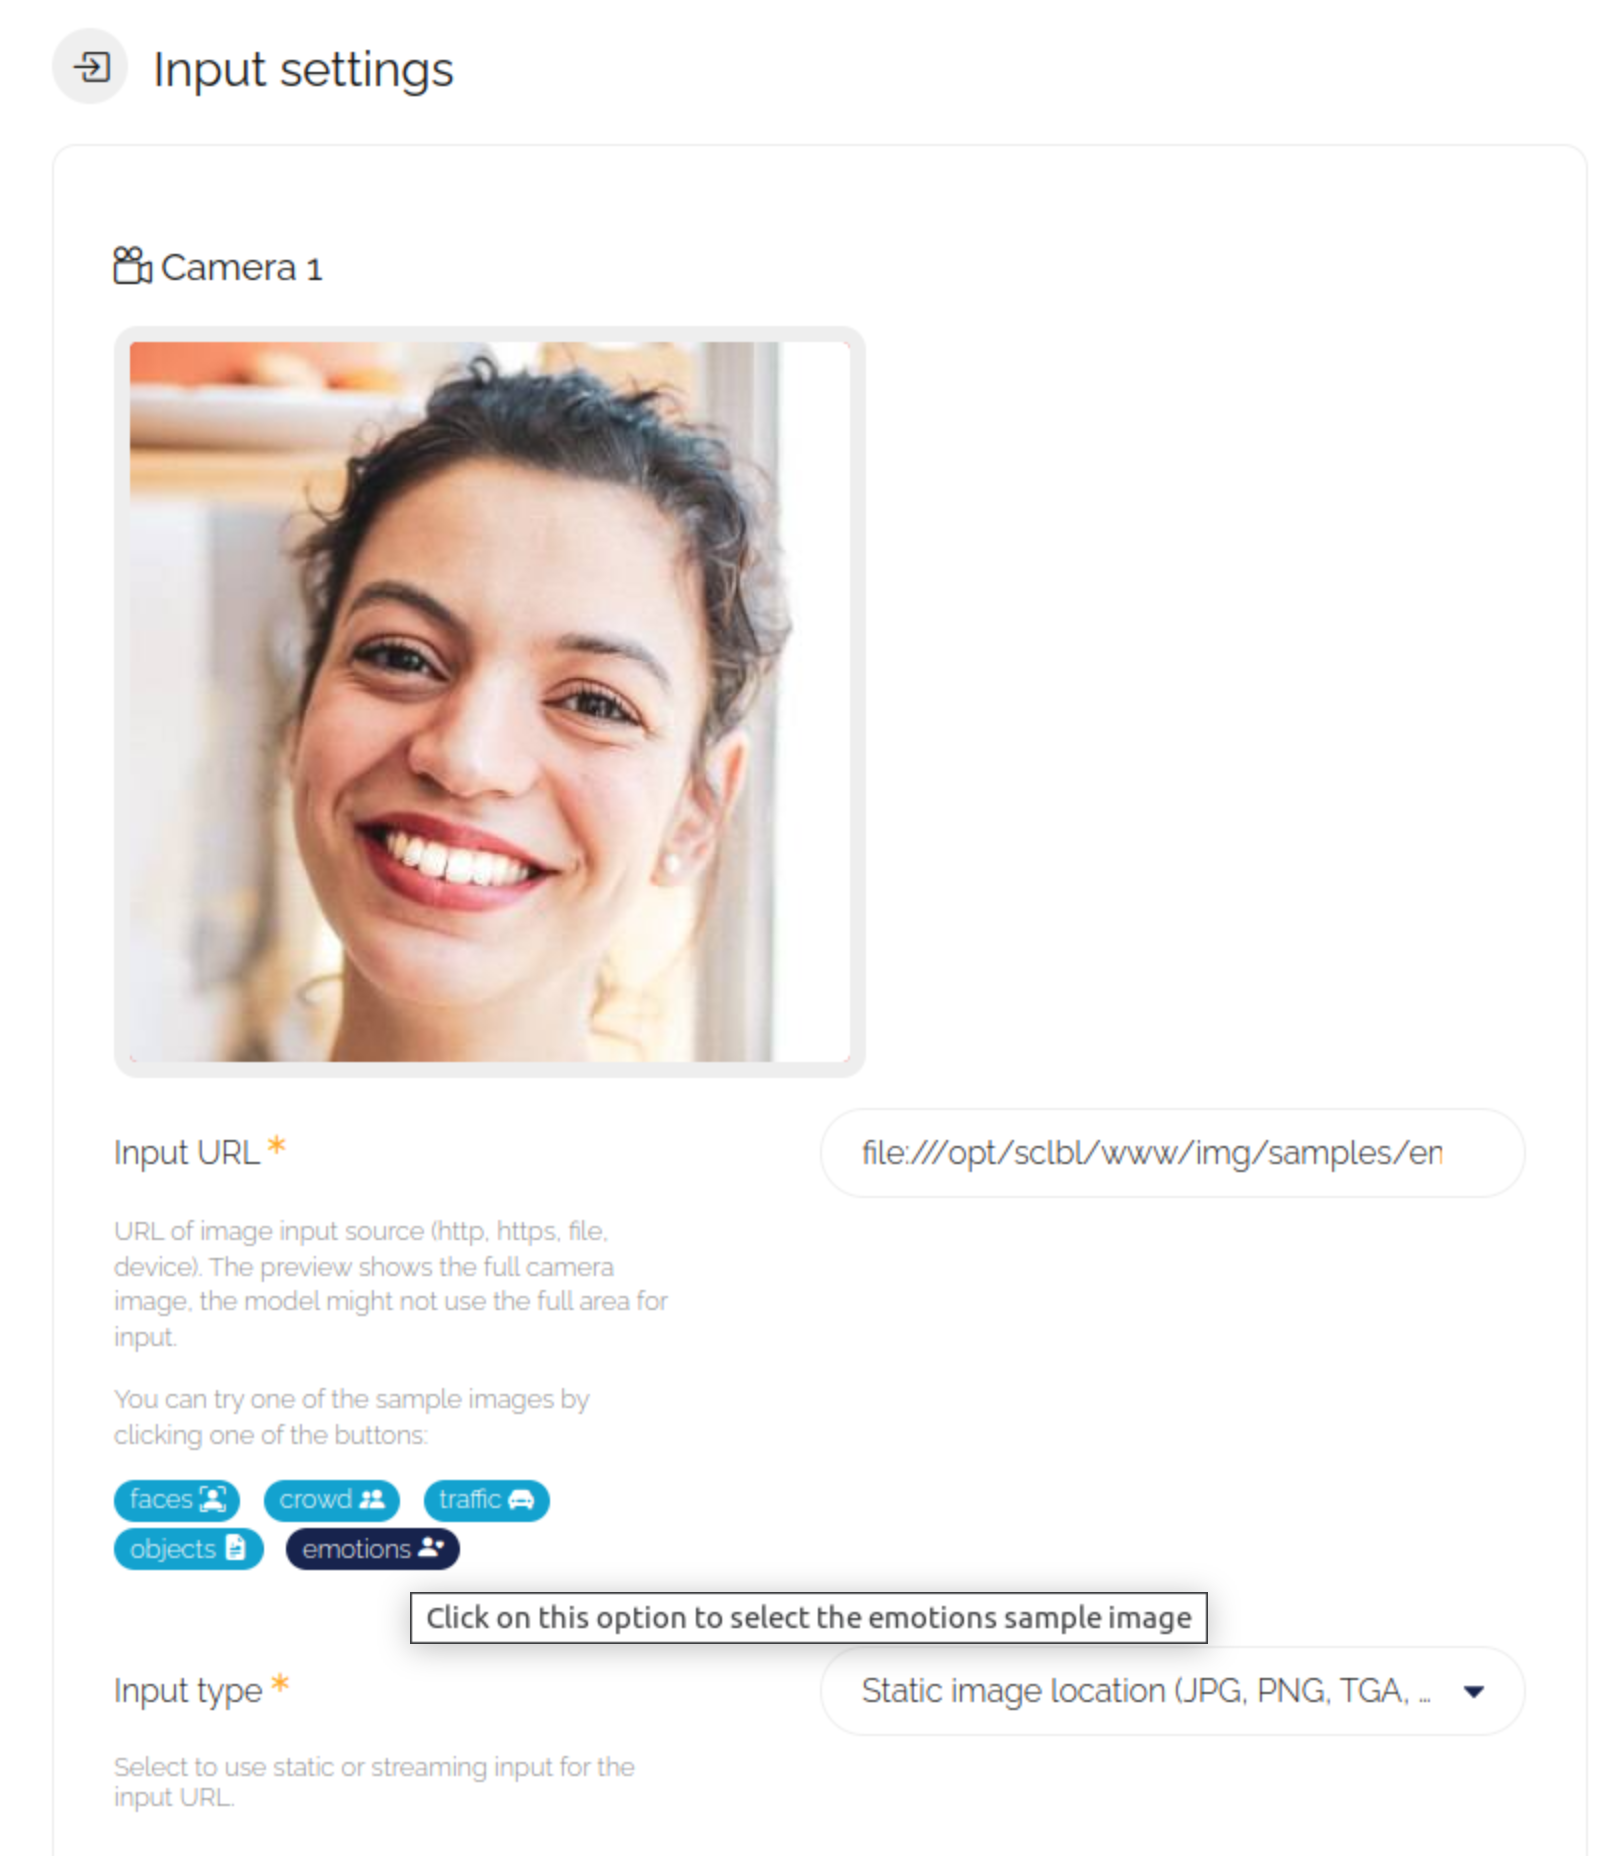 Input settings
Camera 1
Input URL *
file:///opt/sclbl/www/img/samples/en
URL of image input source (http, https, file,
device). The preview shows the full camera
image, the model might not use the full area for
input.
You can try one of the sample images by
clicking one of the buttons:
faces crowd traffic
objects emotions
Click on this option to select the emotions sample image
Input type *
Static image location (JPG, PNG, TGA, ...
Select to use static or streaming input for the
input URL.